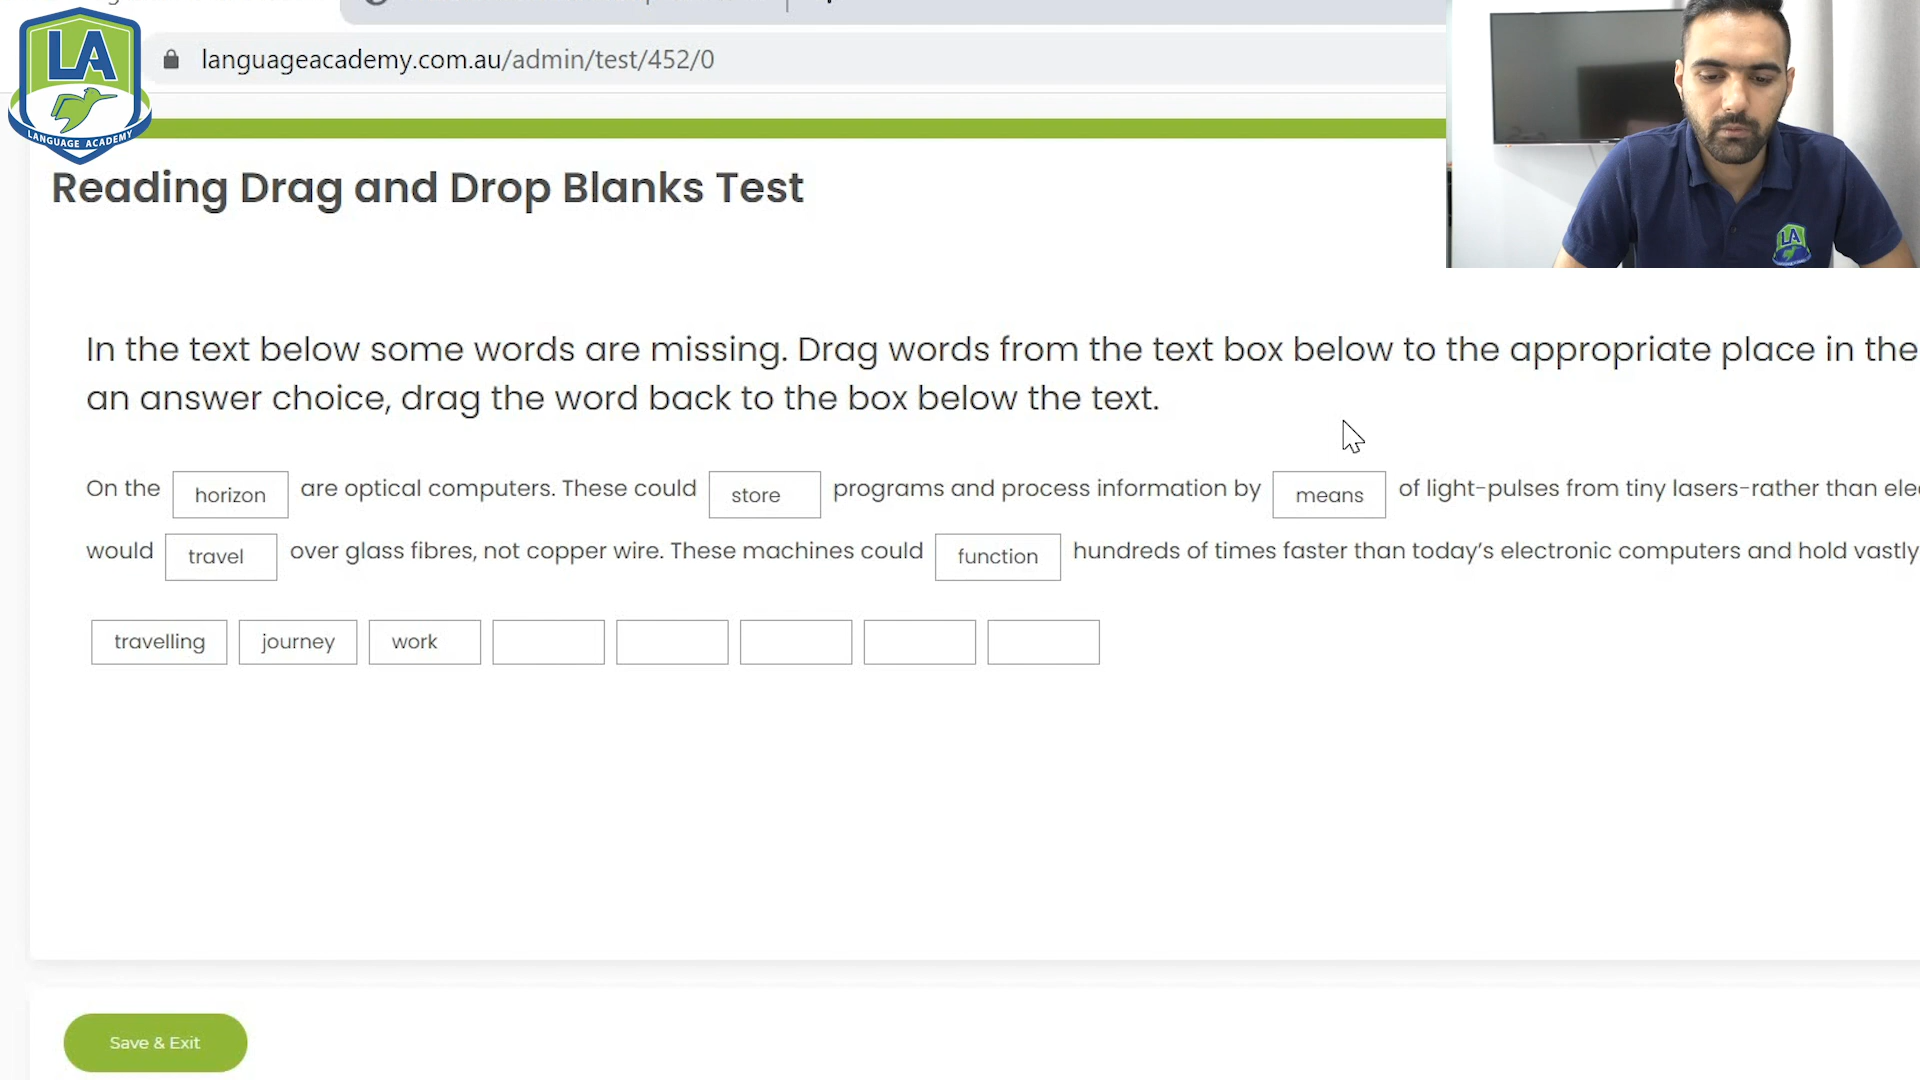 LA
LANGUAGE ACADEMY
languageacademy.com.au/admin/test/452/0
LA
Reading Drag and Drop Blanks Test
In the text below some words are missing. Drag words from the text box below to the appropriate place in the
an answer choice, drag the word back to the box below the text.
On the horizon are optical computers. These could store programs and process information by means of light-pulses from tiny lasers-rather than
would travel over glass fibres, not copper wire. These machines could function hundreds of times faster than today's electronic computers and hold vastly
travelling journey work
Save & Exit